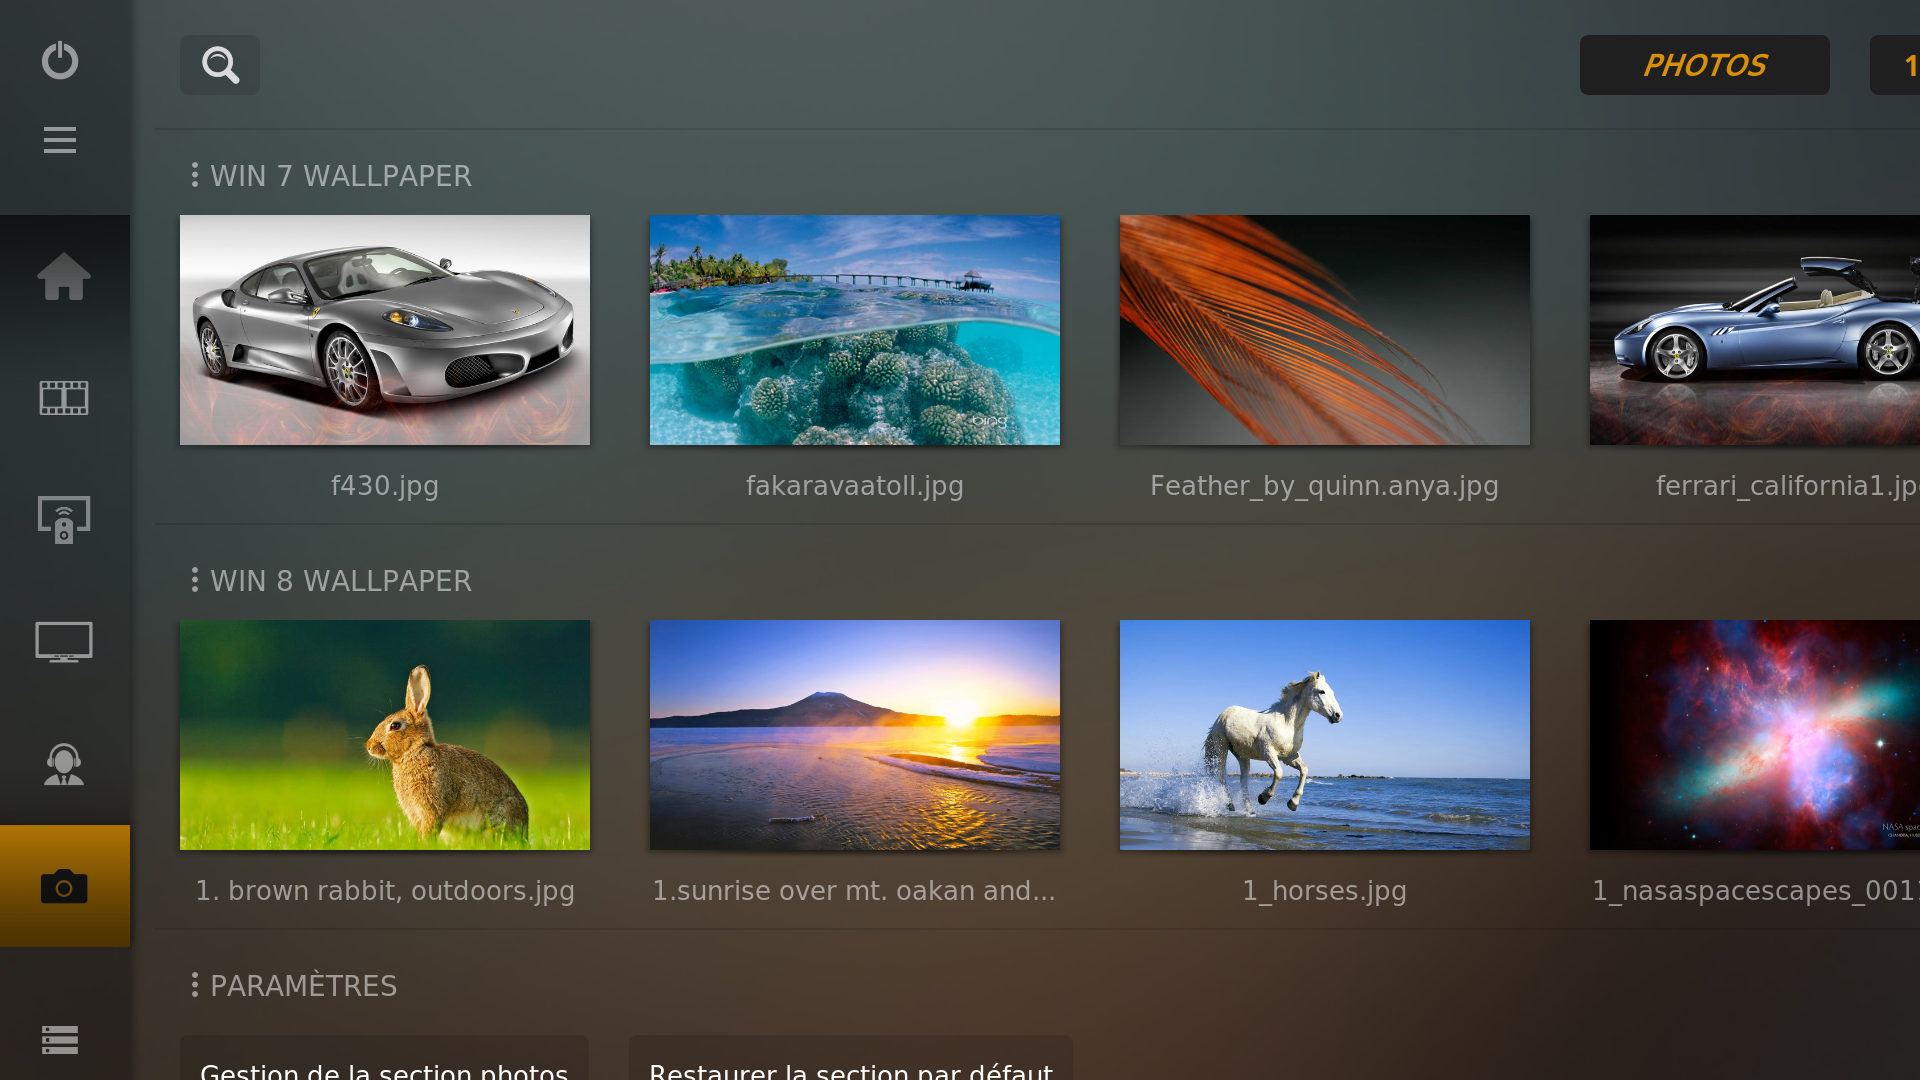 PHOTOS
1
WIN 7 WALLPAPER
bing
f430.jpg
fakaravaatoll.jpg
Feather_by_quinn.anya.jpg
ferrari_california1.jp
WIN 8 WALLPAPER
NASA
1. brown rabbit, outdoors.jpg
1.sunrise over mt. oakan and...
1_horses.jpg
1_nasaspacescapes_001
PARAMÈTRES
Gestion de la section photos
Restaurer la section par défaut